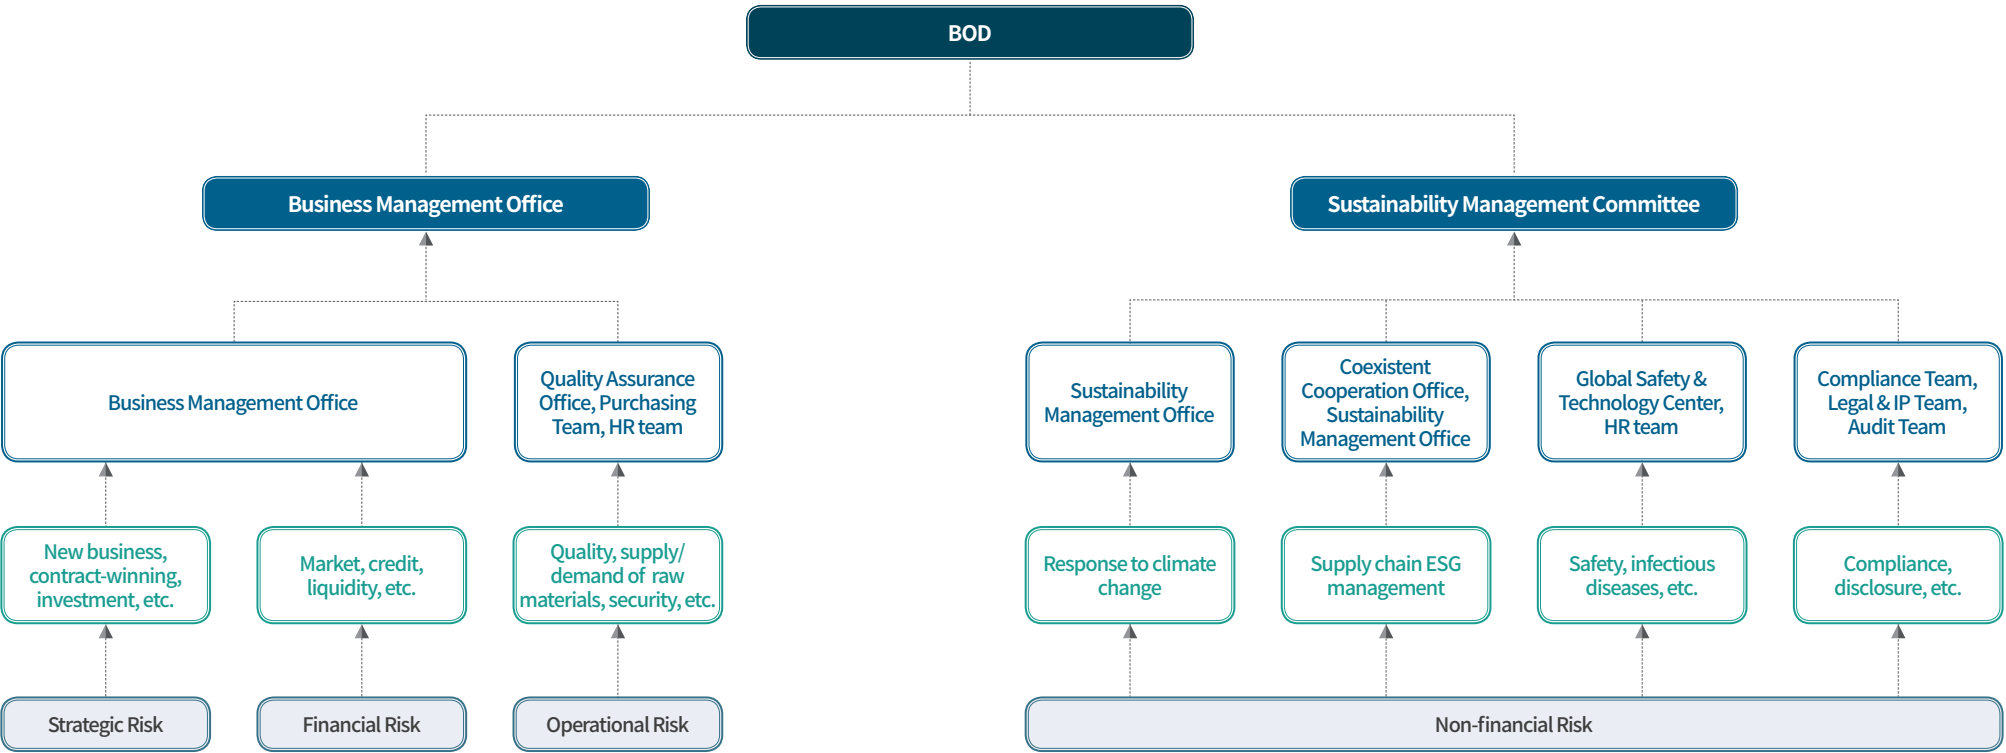 BOD
Business Management Office
Sustainability Management Committee
Business Management Office
Quality Assurance
Office, Purchasing
Team, HR team
Sustainability
Management Office
Coexistent
Cooperation Office,
Sustainability
Management Office
Global Safety &
Technology Center,
HR team
Compliance Team,
Legal & IP Team,
Audit Team
New business,
contract-winning,
investment, etc.
Market, credit,
liquidity, etc.
Quality, supply/
demand of raw
materials, security, etc.
Response to climate
change
Supply chain ESG
management
Safety, infectious
diseases, etc.
Compliance,
disclosure, etc.
Strategic Risk
Financial Risk
Operational Risk
Non-financial Risk